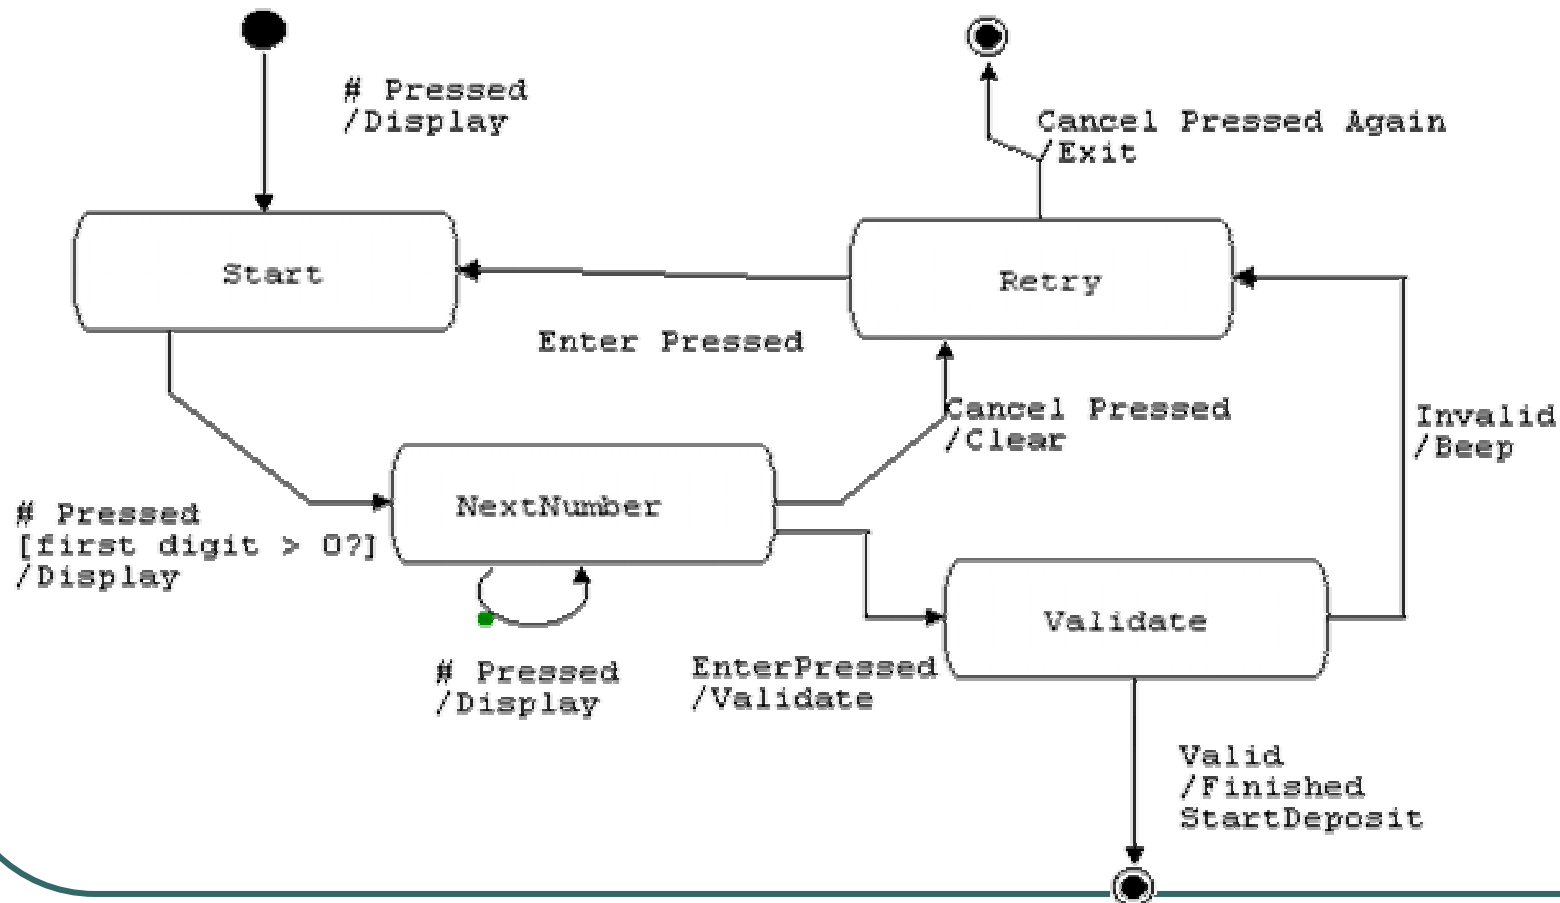 # Pressed
/Display
Cancel Pressed Again
/Exit
Start
Retry
Enter Pressed
Cancel Pressed
/Clear
Invalid
/Beep
NextNumber
# Pressed
[first digit > 0?]
/Display
Validate
# Pressed
/Display
EnterPressed
/Validate
Valid
/Finished
StartDeposit